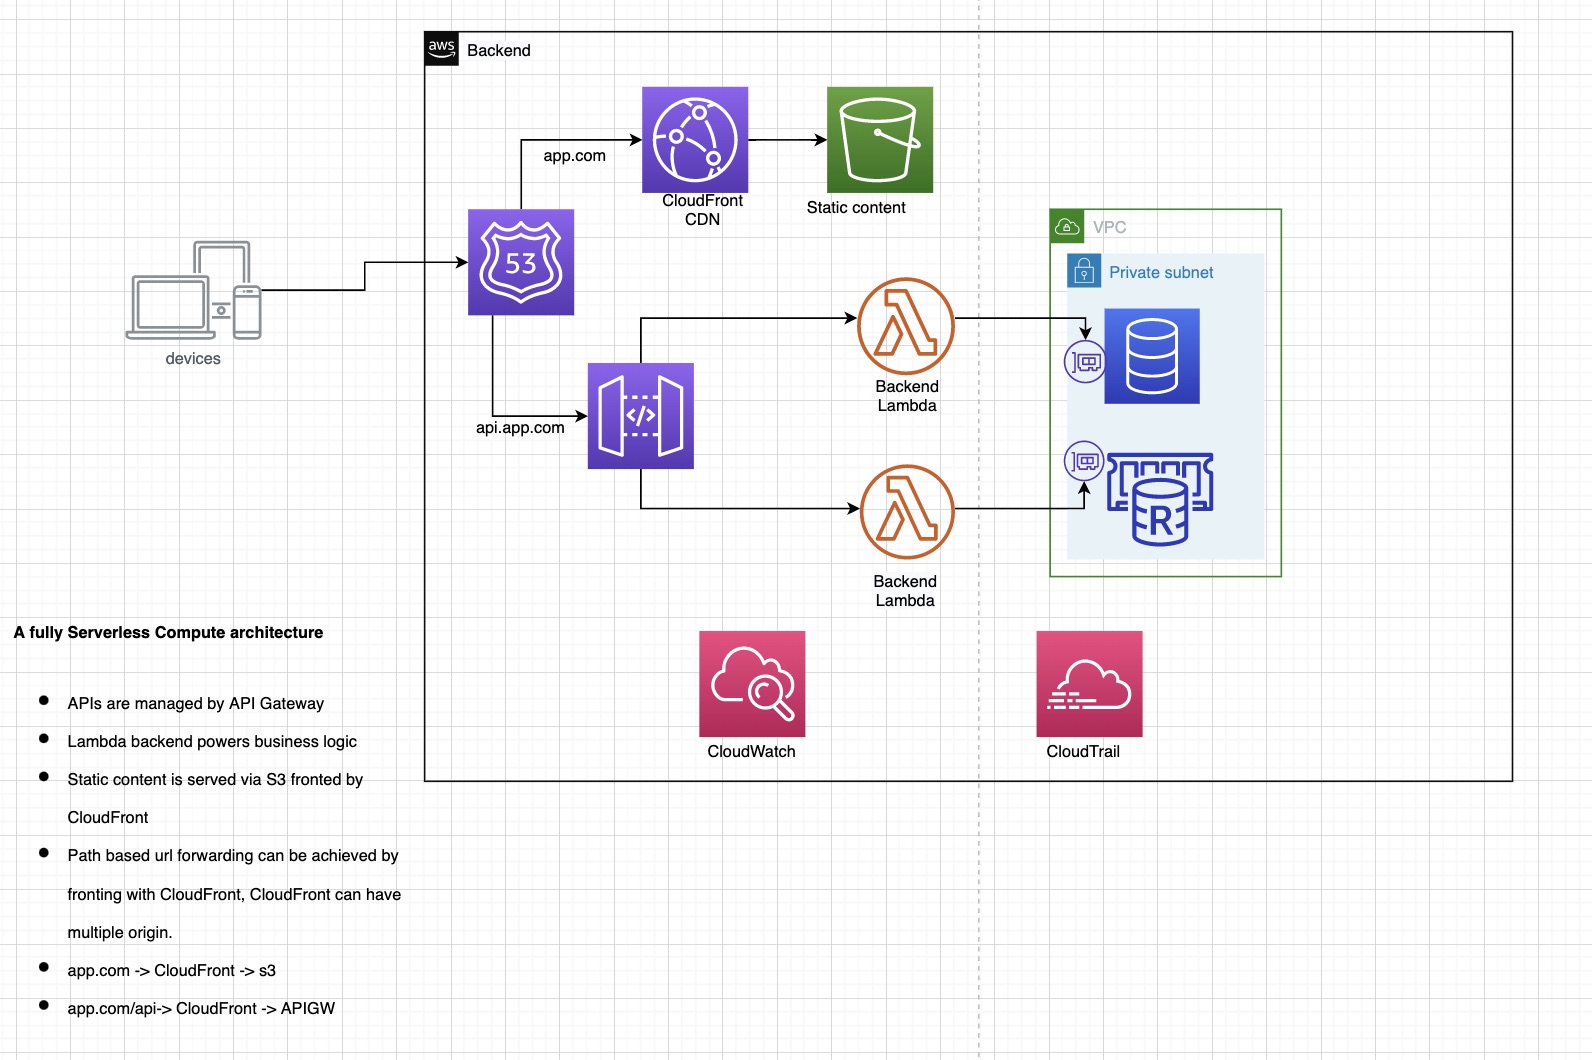 aws
Backend
app.com
CloudFront
CDN
Static content
53
devices
api.app.com
</>
Backend
Lambda
Backend
Lambda
VPC
Private subnet
R
CloudWatch
CloudTrail
A fully Serverless Compute architecture
APIs are managed by API Gateway
Lambda backend powers business logic
Static content is served via S3 fronted by
CloudFront
Path based url forwarding can be achieved by
fronting with CloudFront, CloudFront can have
multiple origin.
app.com -> CloudFront -> s3
app.com/api-> CloudFront -> APIGW